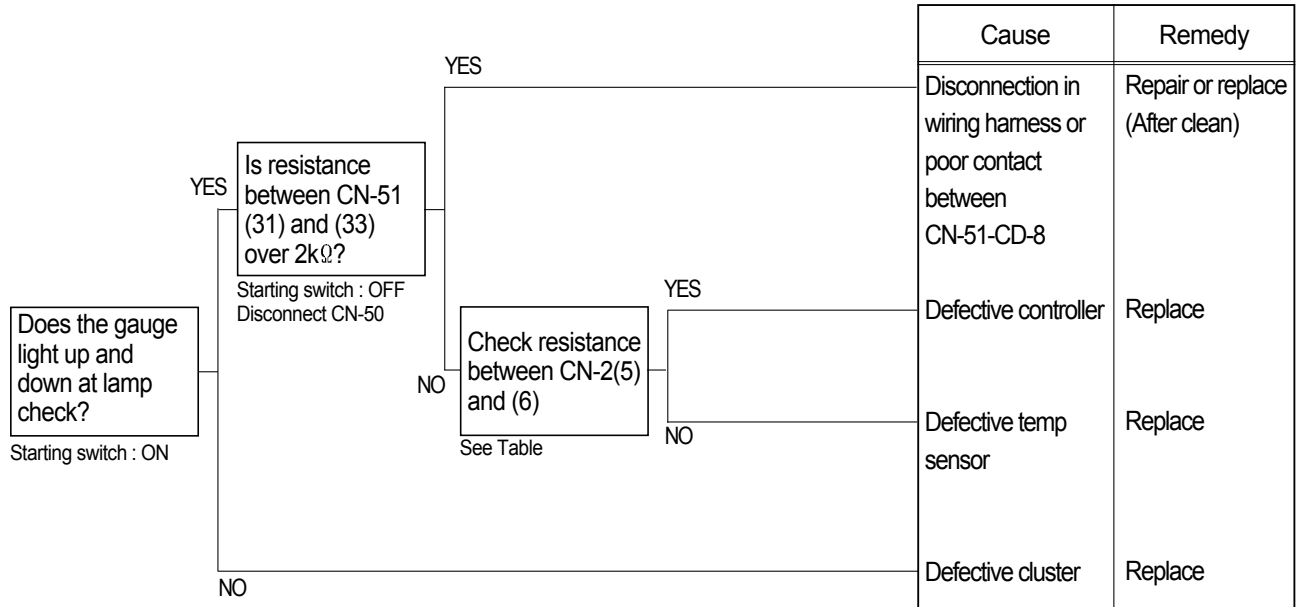 Cause
Remedy
YES
Disconnection in
wiring harness or
poor contact
between
CN-51-CD-8
Repair or replace
(After clean)
YES
Is resistance
between CN-51
(31) and (33)
over 2kΩ?
Starting switch : OFF
Disconnect CN-50
YES
Defective controller
Replace
Does the gauge
light up and
down at lamp
check?
Starting switch : ON
NO
Check resistance
between CN-2(5)
and (6)
See Table
NO
Defective temp
sensor
Replace
NO
Defective cluster
Replace